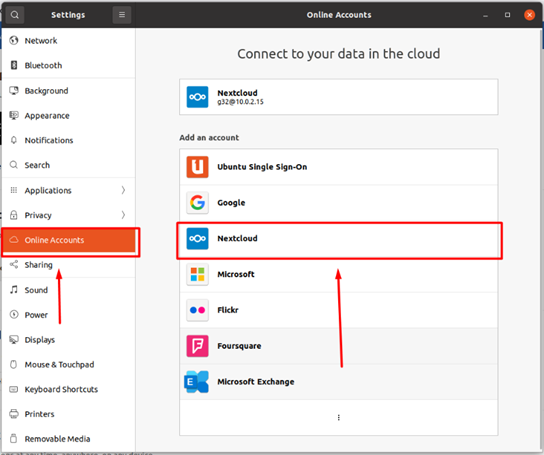 Settings
Online Accounts
Network
Bluetooth
Background
Appearance
Notifications
Search
Applications
Privacy
Online Accounts
Sharing
Sound
Power
Displays
Mouse & Touchpad
Keyboard Shortcuts
Printers
Removable Media
Connect to your data in the cloud
Nextcloud
g32@10.0.2.15
Add an account
Ubuntu Single Sign-On
Google
Nextcloud
Microsoft
Flickr
Foursquare
Microsoft Exchange